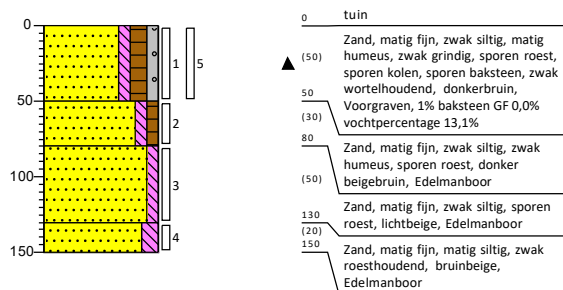 0
50
100
150
1
5
2
3
4
0 tuin
(50)
Zand, matig fijn, zwak siltig, matig
humeus, zwak grindig, sporen roest,
sporen kolen, sporen baksteen, zwak
wortelhoudend, donkerbruin,
Voorgraven, 1% baksteen GF 0,0%
vochtpercentage 13,1%
50
(30)
80
Zand, matig fijn, zwak siltig, zwak
humeus, sporen roest, donker
beigebruin, Edelmanboor
(50)
130
Zand, matig fijn, zwak siltig, sporen
roest, lichtbeige, Edelmanboor
(20)
150
Zand, matig fijn, matig siltig, zwak
roesthoudend, bruinbeige,
Edelmanboor